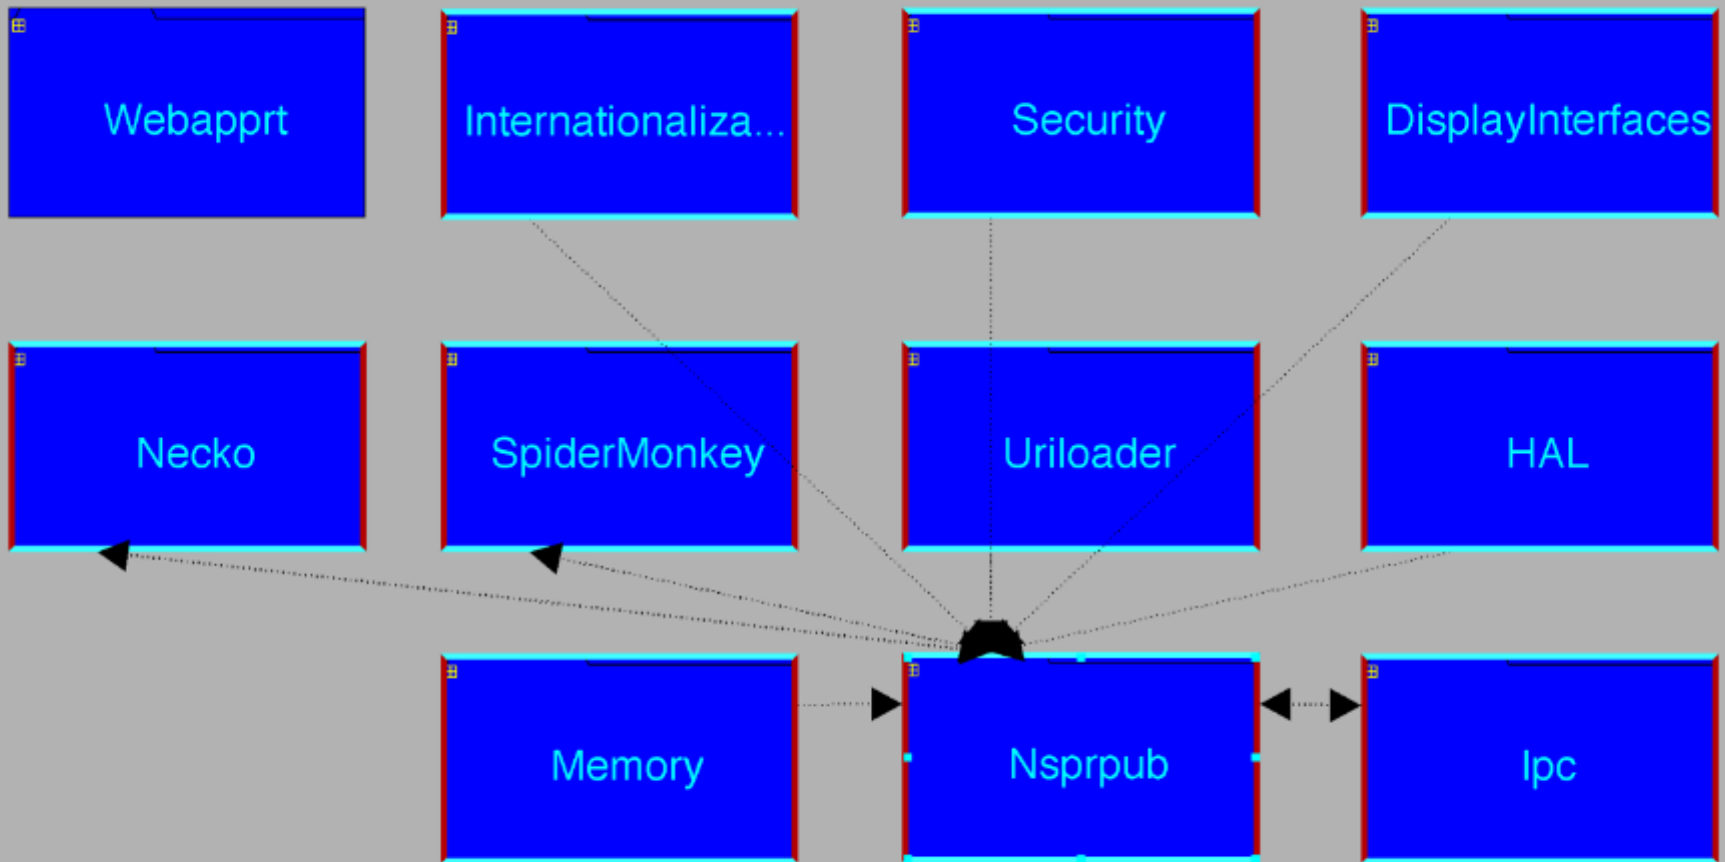 Webapprt
Internationaliza...
Security
DisplayInterfaces
Necko
SpiderMonkey
Uriloader
HAL
Memory
Nsprpub
Ipc